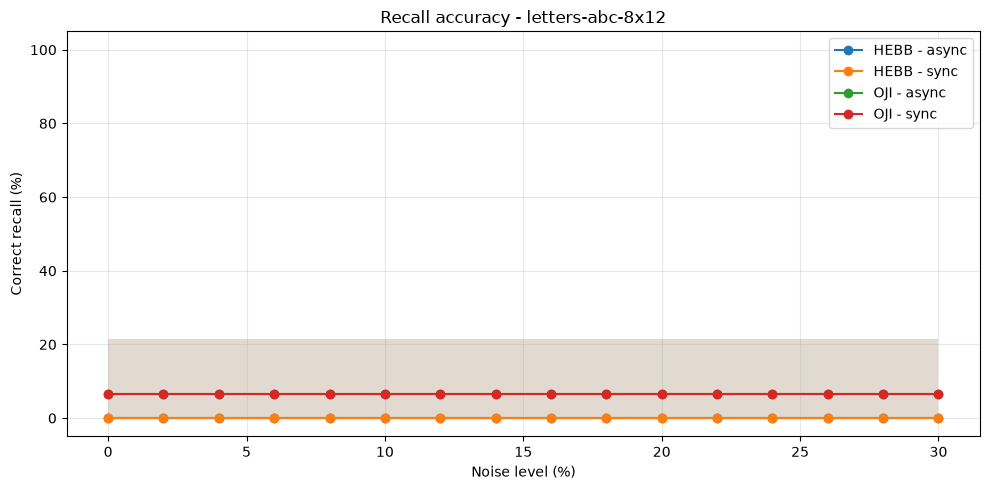 Recall accuracy - letters-abc-8x12
Correct recall (%)
100
80
60
40
20
0
HEBB - async
HEBB - sync
OJI - async
OJI - sync
0 5 10 15 20 25 30
Noise level (%)